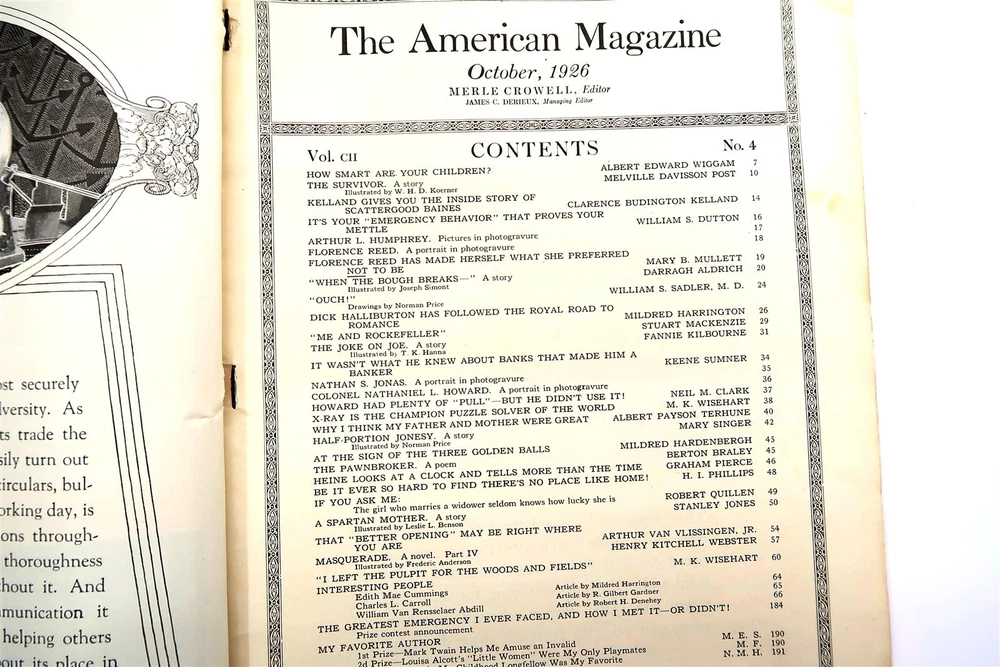 ost securely
versity. As
ts trade the
sily turn out
circulars, bul-
orking day, is
ons through-
thoroughness
hout it. And
munication it
helping others
out its place in
The American Magazine
October, 1926
MERLE CROWELL, Editor
JAMES C. DERIEUX, Managing Editor
Vol. CII CONTENTS No. 4
HOW SMART ARE YOUR CHILDREN? ALBERT EDWARD WIGGAM 7
THE SURVIVOR. A story MELVILLE DAVISSON POST 10
Illustrated by W. H. D. Koerner
KELLAND GIVES YOU THE INSIDE STORY OF
SCATTERGOOD BAINES CLARENCE BUDINGTON KELLAND 14
IT'S YOUR "EMERGENCY BEHAVIOR" THAT PROVES YOUR
METTLE WILLIAM S. DUTTON 16
ARTHUR L. HUMPHREY. Pictures in photogravure 17
FLORENCE REED. A portrait in photogravure 18
FLORENCE REED HAS MADE HERSELF WHAT SHE PREFERRED
NOT TO BE MARY B. MULLETT 19
"WHEN THE BOUGH BREAKS—" A story DARRAGH ALDRICH 20
Illustrated by Joseph Simont
"OUCH!" WILLIAM S. SADLER, M. D. 24
Drawings by Norman Price
DICK HALLIBURTON HAS FOLLOWED THE ROYAL ROAD TO
ROMANCE MILDRED HARRINGTON 26
"ME AND ROCKEFELLER" STUART MACKENZIE 29
THE JOKE ON JOE. A story FANNIE KILBOURNE 31
Illustrated by T. K. Hanna
IT WASN'T WHAT HE KNEW ABOUT BANKS THAT MADE HIM A
BANKER KEENE SUMNER 34
NATHAN S. JONAS. A portrait in photogravure 35
COLONEL NATHANIEL L. HOWARD. A portrait in photogravure 36
HOWARD HAD PLENTY OF "PULL"—BUT HE DIDN'T USE IT! NEIL M. CLARK 37
X-RAY IS THE CHAMPION PUZZLE SOLVER OF THE WORLD M. K. WISEHART 38
WHY I THINK MY FATHER AND MOTHER WERE GREAT ALBERT PAYSON TERHUNE 40
HALF-PORTION JONESY. A story MARY SINGER 42
Illustrated by Norman Price
AT THE SIGN OF THE THREE GOLDEN BALLS MILDRED HARDENBERGH 45
THE PAWNBROKER. A poem BERTON BRALEY 45
HEINE LOOKS AT A CLOCK AND TELLS MORE THAN THE TIME GRAHAM PIERCE 46
BE IT EVER SO HARD TO FIND THERE'S NO PLACE LIKE HOME! H. I. PHILLIPS 48
IF YOU ASK ME:
The girl who marries a widower seldom knows how lucky she is ROBERT QUILLEN 49
A SPARTAN MOTHER. A story STANLEY JONES 50
Illustrated by Leslie L. Benson
THAT "BETTER OPENING" MAY BE RIGHT WHERE
YOU ARE ARTHUR VAN VLISSINGEN, JR. 54
MASQUERADE. A novel. Part IV HENRY KITCHELL WEBSTER 57
Illustrated by Frederic Anderson
"I LEFT THE PULPIT FOR THE WOODS AND FIELDS" M. K. WISEHART 60
INTERESTING PEOPLE
Edith Mae Cummings Article by Mildred Harrington 64
Charles L. Carroll Article by R. Gilbert Gardner 65
William Van Rensselaer Abdill Article by Robert H. Denehey 66
THE GREATEST EMERGENCY I EVER FACED, AND HOW I MET IT—OR DIDN'T! 184
Prize contest announcement
MY FAVORITE AUTHOR
1st Prize—Mark Twain Helps Me Amuse an Invalid M. E. S. 190
2d Prize—Louisa Alcott's "Little Women" Were My Only Playmates M. F. 190
Childhood Longfellow Was My Favorite N. M. H. 191